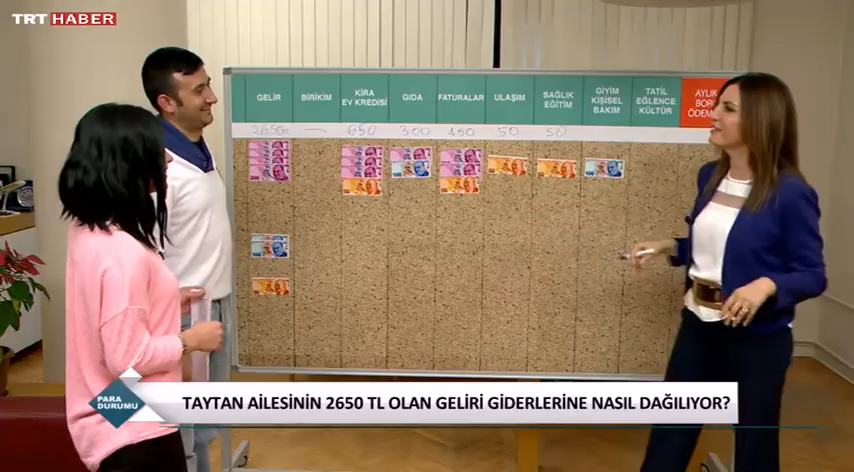 TRT HABER
GELİR
BİRİKİM
KİRA
EV KREDİSİ
GIDA
FATURALAR
ULAŞIM
SAĞLIK
EĞİTİM
GİYİM
KİŞİSEL
BAKIM
TATİL
EĞLENCE
KÜLTÜR
AYLIK
BOR
ÖDEM
2650 — 650 300 450 50 50
PARA
DURUMU
TAYTAN AİLESİNİN 2650 TL OLAN GELİRİ GİDERLERİNE NASIL DAĞILIYOR?